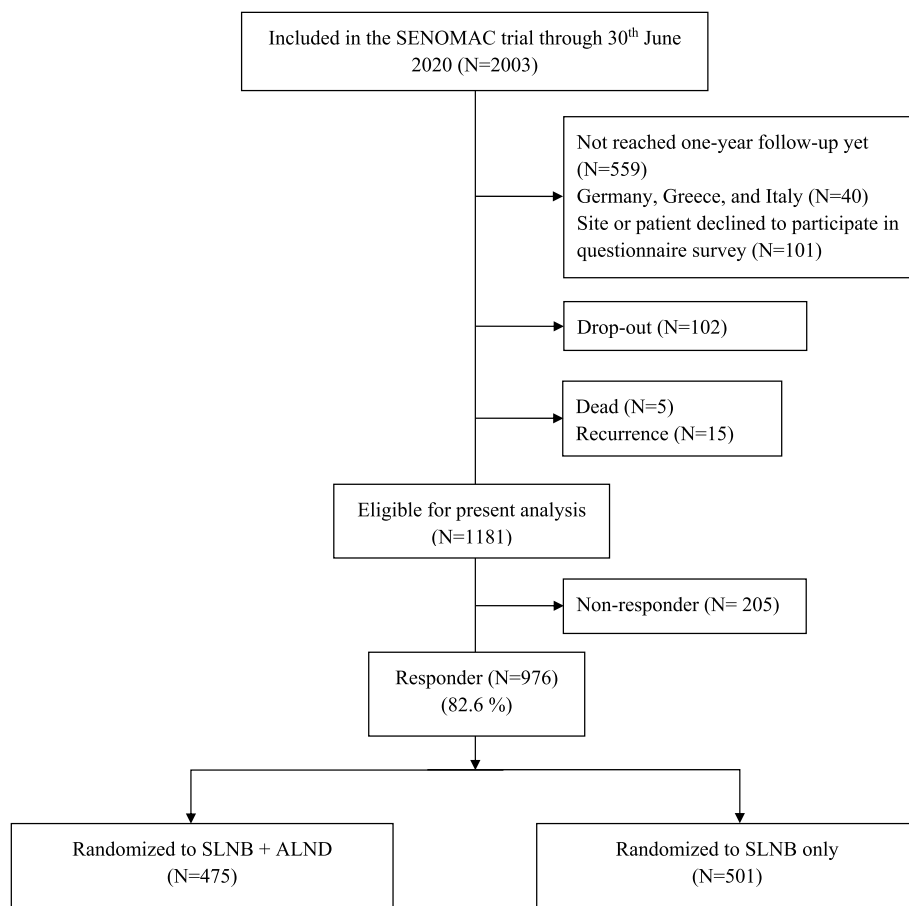 Included in the SENOMAC trial through 30th June
2020 (N=2003)
Not reached one-year follow-up yet
(N=559)
Germany, Greece, and Italy (N=40)
Site or patient declined to participate in
questionnaire survey (N=101)
Drop-out (N=102)
Dead (N=5)
Recurrence (N=15)
Eligible for present analysis
(N=1181)
Non-responder (N= 205)
Responder (N=976)
(82.6 %)
Randomized to SLNB + ALND
(N=475)
Randomized to SLNB only
(N=501)